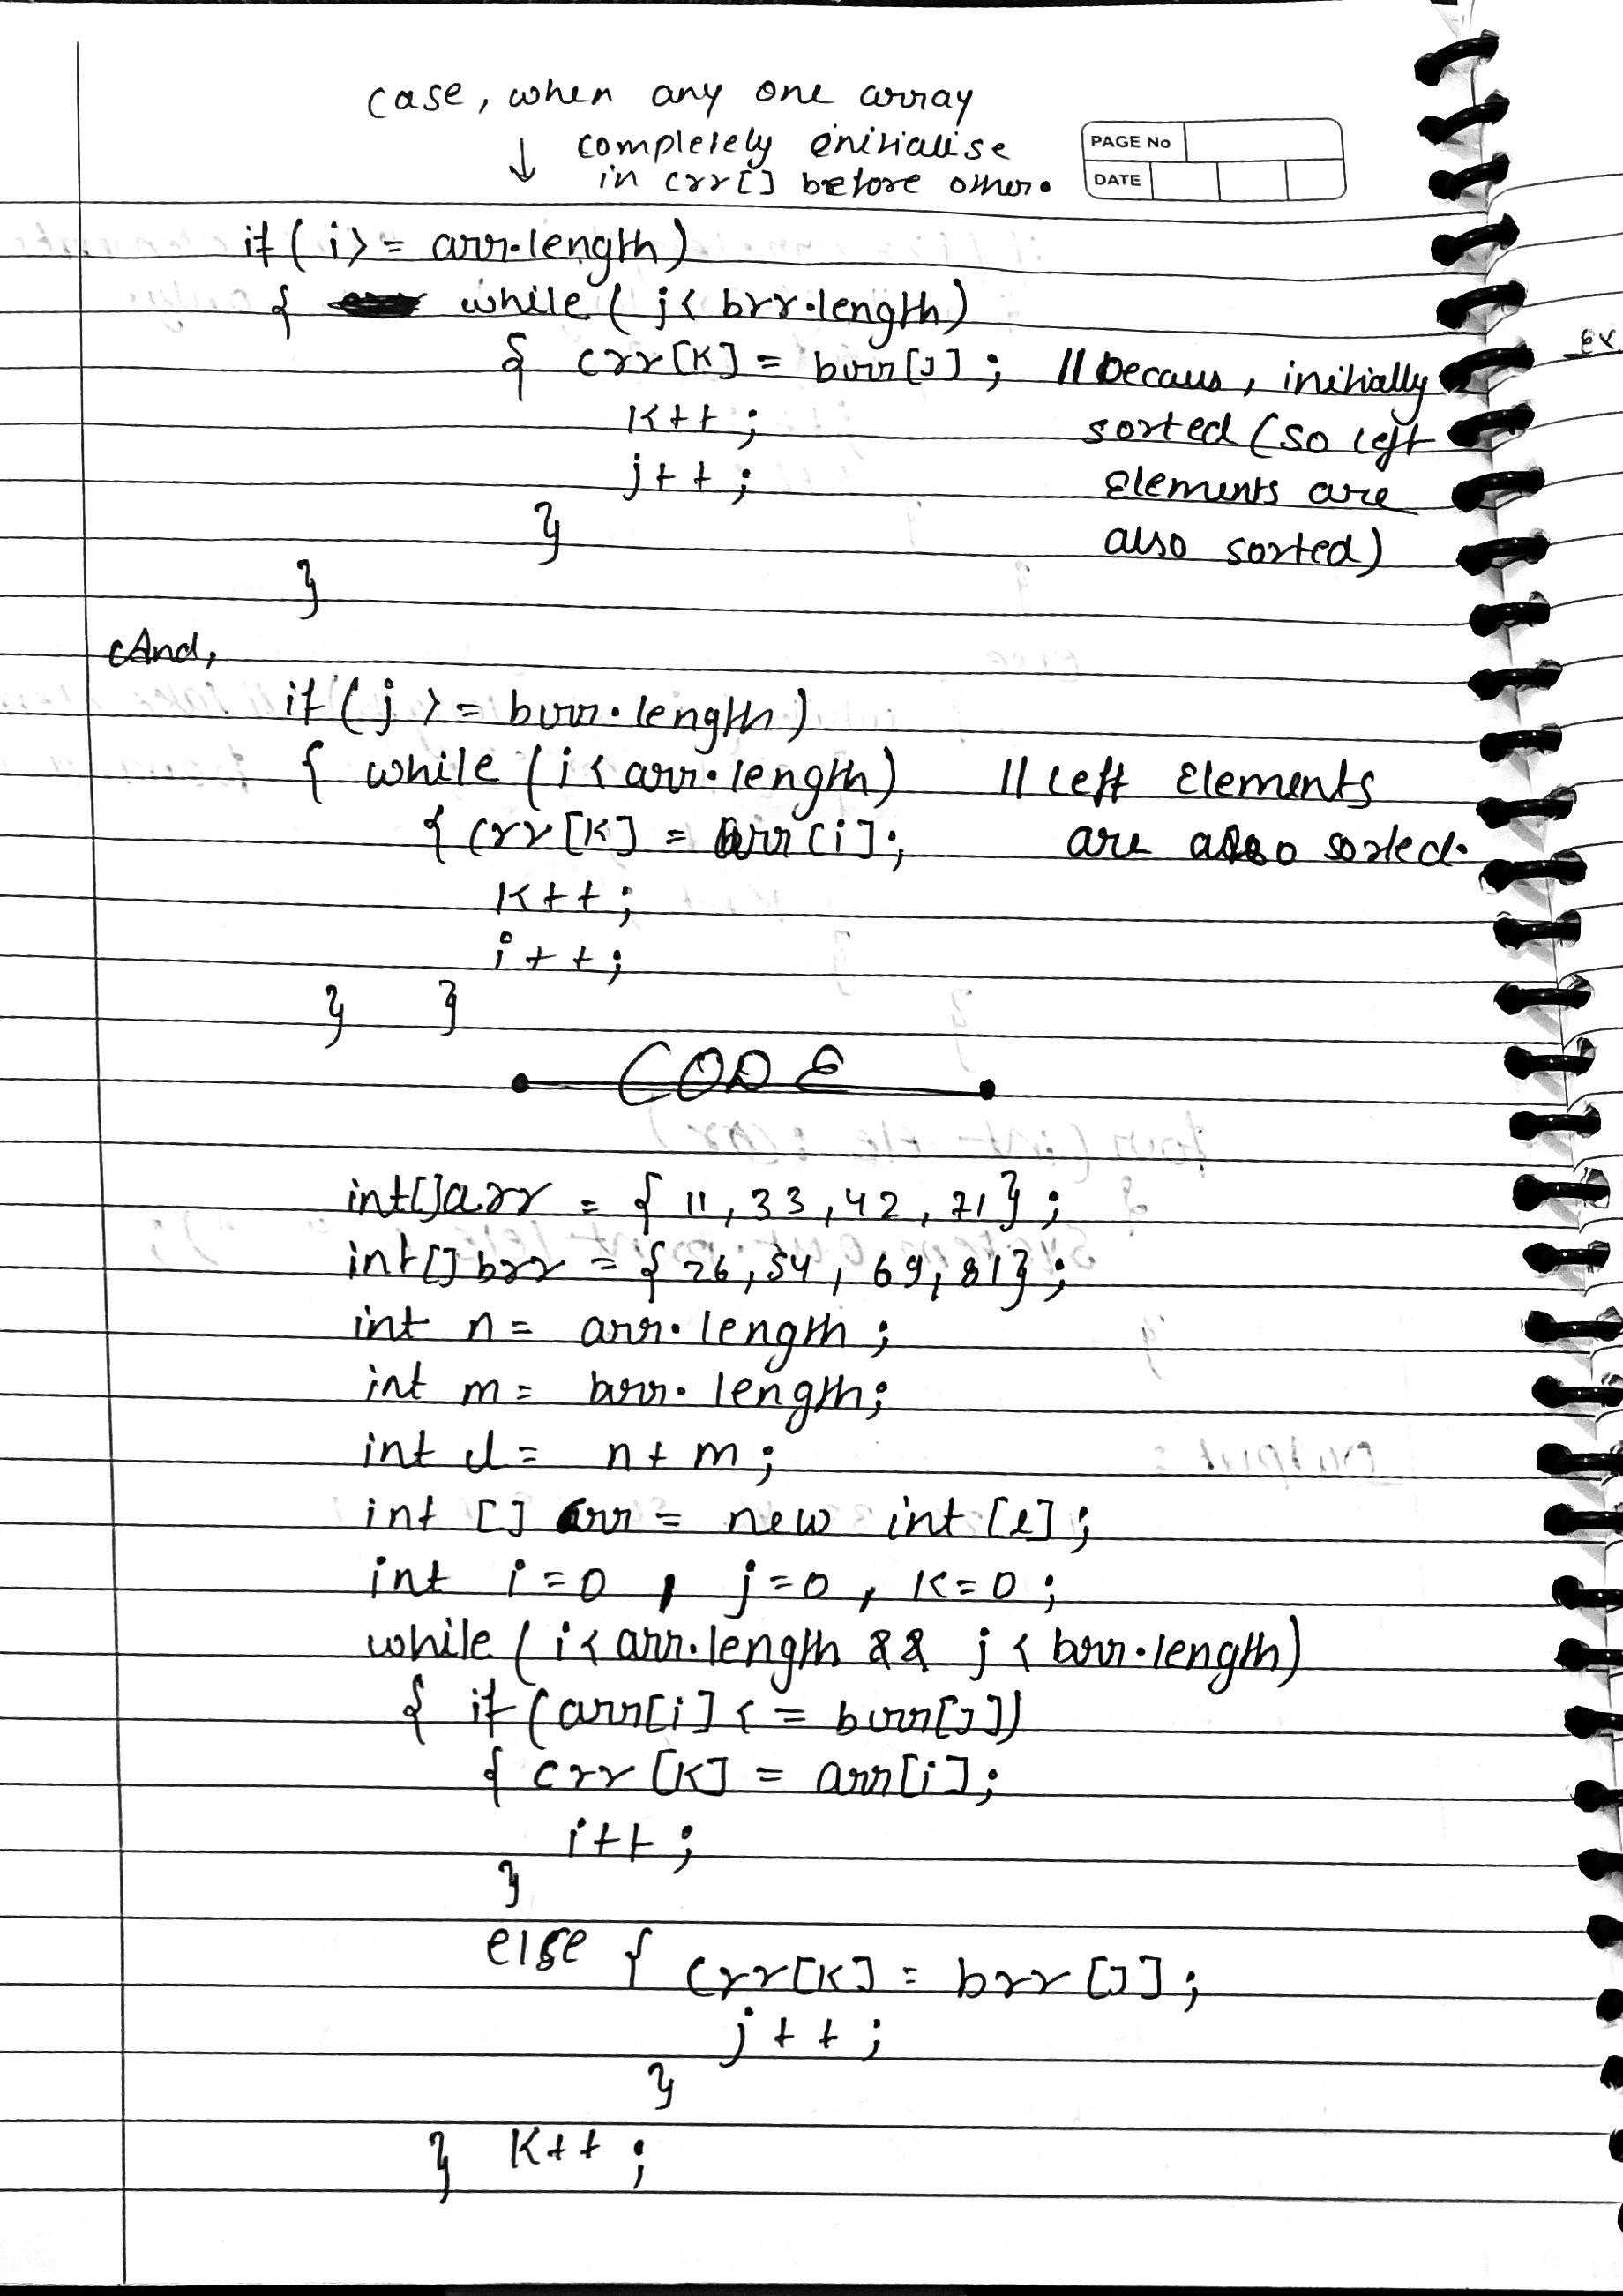 case, when any one array
↓ completely initialise
in crr[] before other.
PAGE No
DATE
if ( i >= arr.length)
{ while ( j < brr.length)
{ crr[K] = brr[J] ; // becaus, initially
K++ ; sorted (so left
j++ ; elements are
} also sorted)
}
And,
if ( j >= brr.length)
{ while ( i < arr.length) // left elements
{ crr[K] = arr[i]; are also sorted.
K++ ;
i++ ;
} }
CODE
int[]arr = { 11, 33, 42, 71} ;
int[] brr = { 26, 54, 69, 81} ;
int n = arr.length ;
int m = brr.length;
int l = n + m ;
int [] crr = new int [l] ;
int i = 0 , j = 0 , K = 0 ;
while ( i < arr.length && j < brr.length)
{ if (arr[i] <= brr[J])
{ crr [K] = arr[i];
i++ ;
}
else { crr[K] = brr[J] ;
j++ ;
}
} K++ ;